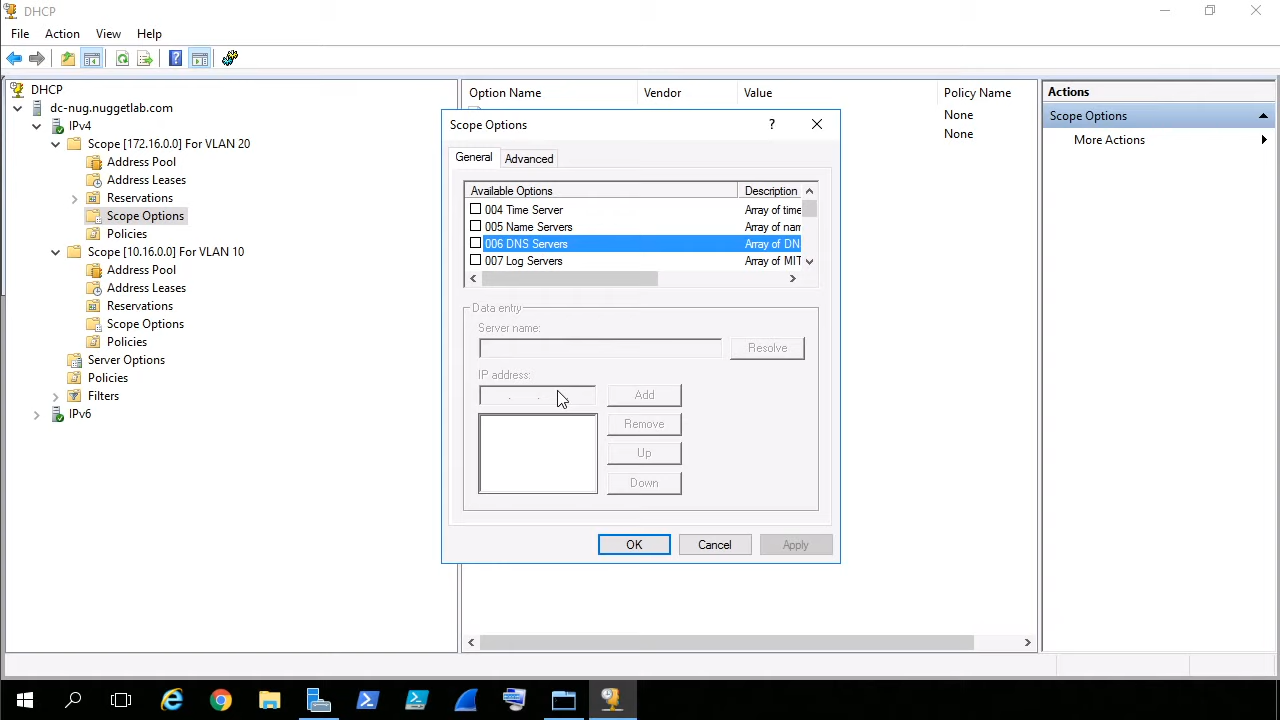 DHCP
File Action View Help
DHCP
dc-nug.nuggetlab.com
IPv4
Scope [172.16.0.0] For VLAN 20
Address Pool
Address Leases
Reservations
Scope Options
Policies
Scope [10.16.0.0] For VLAN 10
Address Pool
Address Leases
Reservations
Scope Options
Policies
Server Options
Policies
Filters
IPv6
Option Name Vendor Value Policy Name
None
None
Scope Options
General Advanced
Available Options Description
004 Time Server Array of time
005 Name Servers Array of nam
006 DNS Servers Array of DN
007 Log Servers Array of MIT
Data entry
Server name:
Resolve
IP address:
. . Add
Remove
Up
Down
OK Cancel Apply
Actions
Scope Options
More Actions